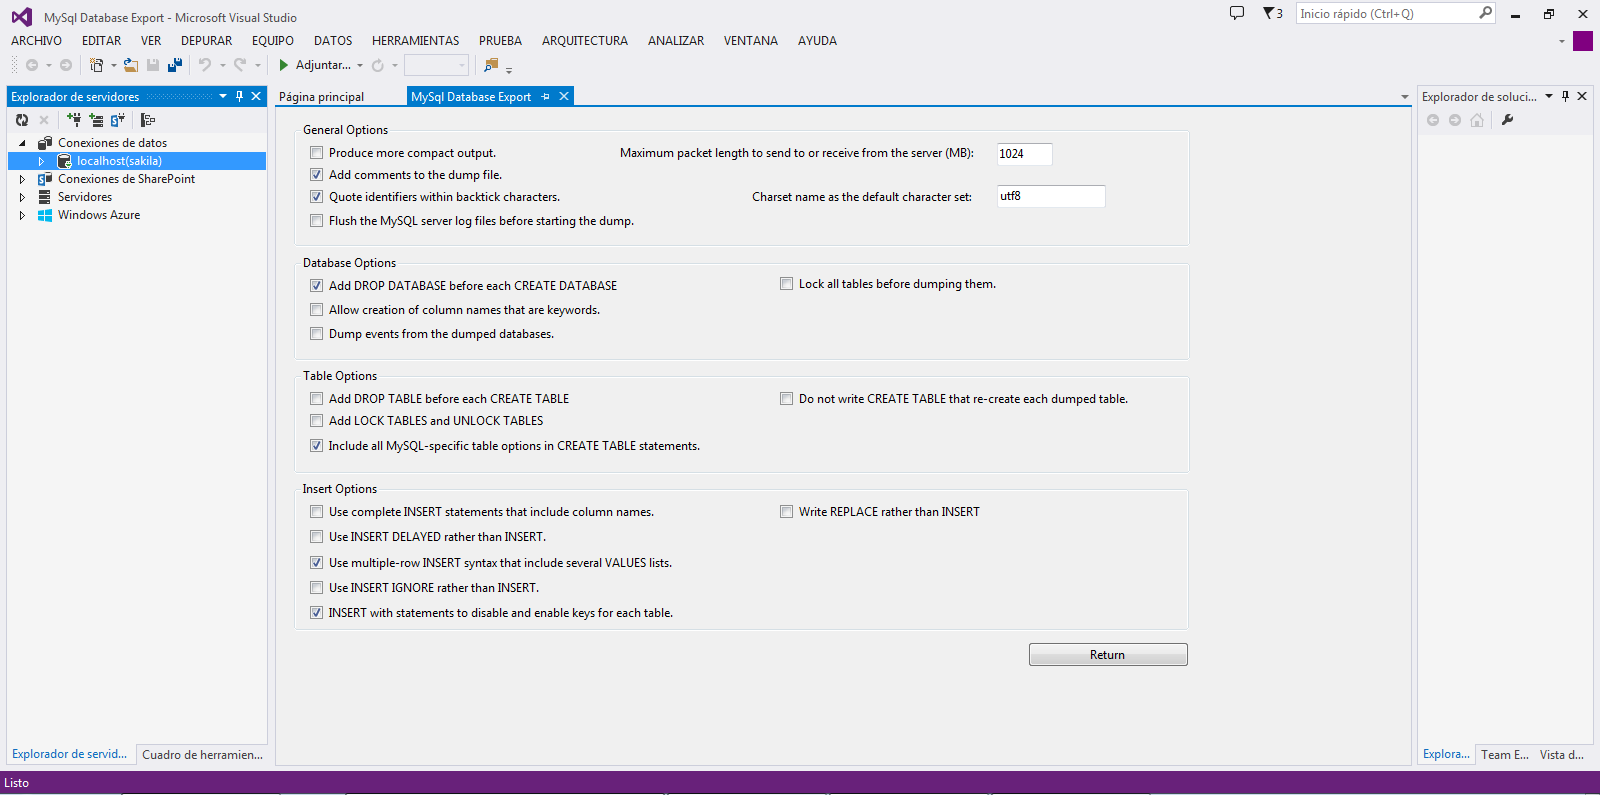 MySql Database Export - Microsoft Visual Studio
3
Inicio rápido (Ctrl+Q)
ARCHIVO EDITAR VER DEPURAR EQUIPO DATOS HERRAMIENTAS PRUEBA ARQUITECTURA ANALIZAR VENTANA AYUDA
Adjuntar...
Explorador de servidores
Conexiones de datos
localhost(sakila)
Conexiones de SharePoint
Servidores
Windows Azure
Explorador de servid...
Cuadro de herramien...
Página principal
MySql Database Export
General Options
Produce more compact output.
Maximum packet length to send to or receive from the server (MB): 1024
Add comments to the dump file.
Quote identifiers within backtick characters.
Charset name as the default character set: utf8
Flush the MySQL server log files before starting the dump.
Database Options
Add DROP DATABASE before each CREATE DATABASE
Lock all tables before dumping them.
Allow creation of column names that are keywords.
Dump events from the dumped databases.
Table Options
Add DROP TABLE before each CREATE TABLE
Do not write CREATE TABLE that re-create each dumped table.
Add LOCK TABLES and UNLOCK TABLES
Include all MySQL-specific table options in CREATE TABLE statements.
Insert Options
Use complete INSERT statements that include column names.
Write REPLACE rather than INSERT
Use INSERT DELAYED rather than INSERT.
Use multiple-row INSERT syntax that include several VALUES lists.
Use INSERT IGNORE rather than INSERT.
INSERT with statements to disable and enable keys for each table.
Return
Explorador de soluci...
Explora...
Team E...
Vista d...
Listo